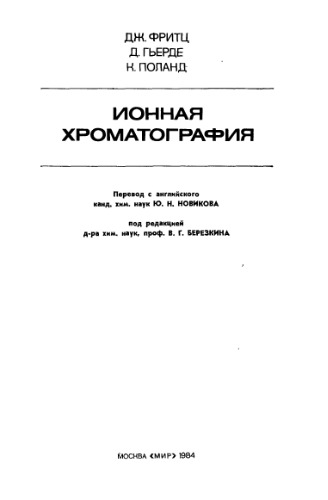 ДЖ. ФРИТЦ
Д. ГЬЕРДЕ
К. ПОЛАНД
ИОННАЯ
ХРОМАТОГРАФИЯ
Перевод с английского
канд. хим. наук Ю. Н. НОВИКОВА
под редакцией
д-ра хим. наук, проф. В. Г. БЕРЕЗКИНА
МОСКВА «МИР» 1984